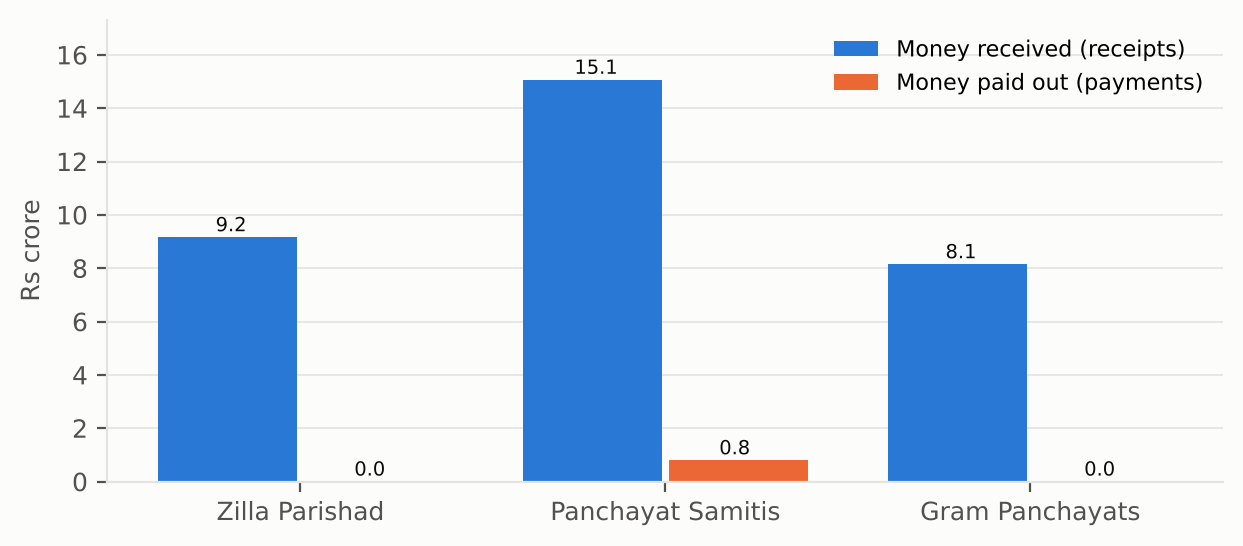 Rs crore
16
14
12
10
8
6
4
2
0
Money received (receipts)
Money paid out (payments)
9.2
0.0
15.1
0.8
8.1
0.0
Zilla Parishad
Panchayat Samitis
Gram Panchayats